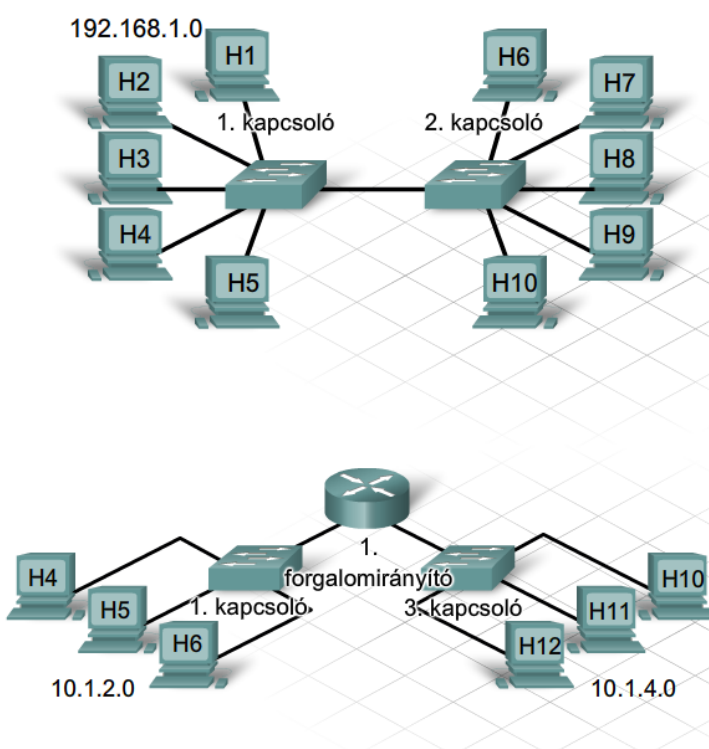 192.168.1.0
H1
H6
H2
H7
1. kapcsoló
2. kapcsoló
H3
H8
H4
H9
H5
H10
1.
forgalomirányító
H4
H10
H5
1. kapcsoló
3. kapcsoló
H11
H6
H12
10.1.2.0
10.1.4.0